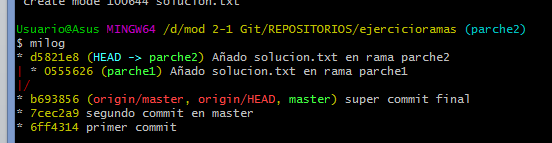 create mode 100644 solucion.txt
Usuario@Asus MINGW64 /d/mod 2-1 Git/REPOSITORIOS/ejercicioramas (parche2)
$ milog
* d5821e8 (HEAD -> parche2) Añado solucion.txt en rama parche2
| * 0555626 (parche1) Añado solucion.txt en rama parche1
|/
* b693856 (origin/master, origin/HEAD, master) super commit final
* 7cec2a9 segundo commit en master
* 6ff4314 primer commit